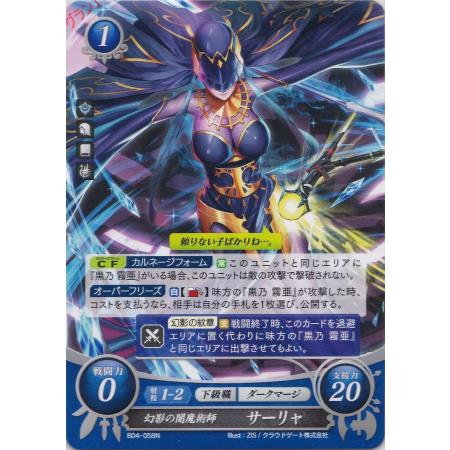 1
頼りない子ばかりね…。
CF カルネージフォーム 常 このユニットと同じエリアに
『黒乃 霧亜』がいる場合、このユニットは敵の攻撃で撃破されない。
オーバーフリーズ 自 【 】味方の『黒乃 霧亜』が攻撃した時、
コストを支払うなら、相手は自分の手札を1枚選び、公開する。
幻影の紋章 支 戦闘終了時、このカードを退避
エリアに置く代わりに味方の『黒乃 霧亜』
と同じエリアに出撃させてもよい。
戦闘力
0
射程 1-2 下級職 ダークマージ
支援力
20
幻影の闇魔術師 サーリャ
B04-058N
Illust : ZIS / クラウドゲート株式会社